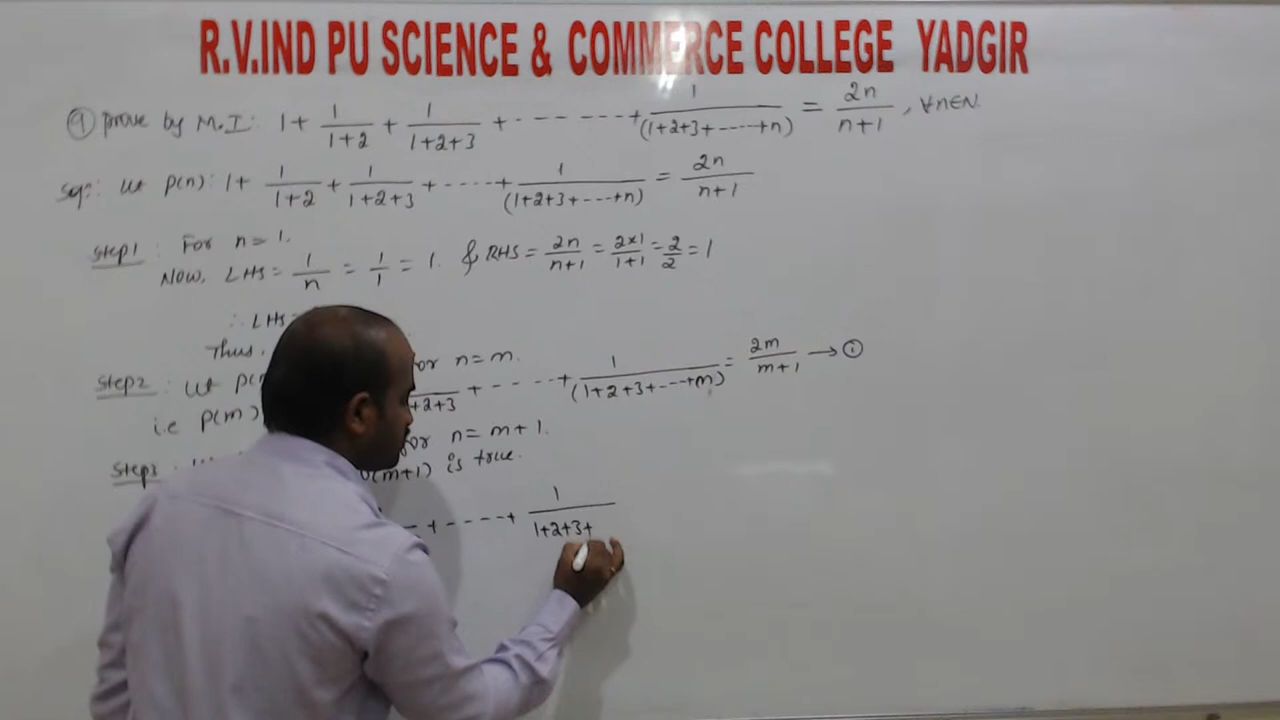 R.V.IND PU SCIENCE & COMMERCE COLLEGE YADGIR
9) prove by M.I: 1 + 1/(1+2) + 1/(1+2+3) + ------- + 1/(1+2+3+-----+n) = 2n/(n+1), ∀n∈N.
Let P(n): 1 + 1/(1+2) + 1/(1+2+3) + ----- + 1/(1+2+3+----+n) = 2n/(n+1)
Step1: For n = 1.
Now, LHS = 1/n = 1/1 = 1. & RHS = 2n/(n+1) = 2×1/(1+1) = 2/2 = 1
∴ LHS =
Thus,
Step2: Let P( for n = m.
i.e P(m) +2+3 + ----- + 1/(1+2+3+----+m) = 2m/(m+1) → ①
Step3: for n = m+1.
P(m+1) is true.
+ ----- + 1/(1+2+3+